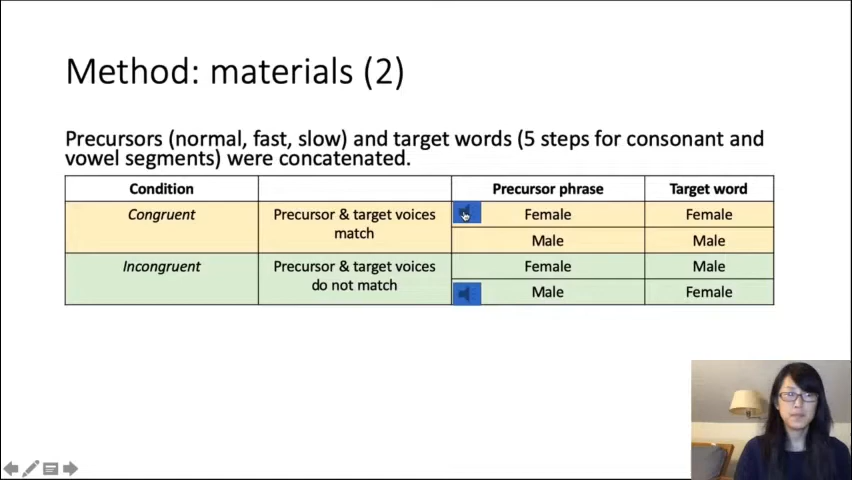 Method: materials (2)
Precursors (normal, fast, slow) and target words (5 steps for consonant and
vowel segments) were concatenated.
Condition Precursor phrase Target word
Congruent Precursor & target voices match Female Female
Male Male
Incongruent Precursor & target voices do not match Female Male
Male Female